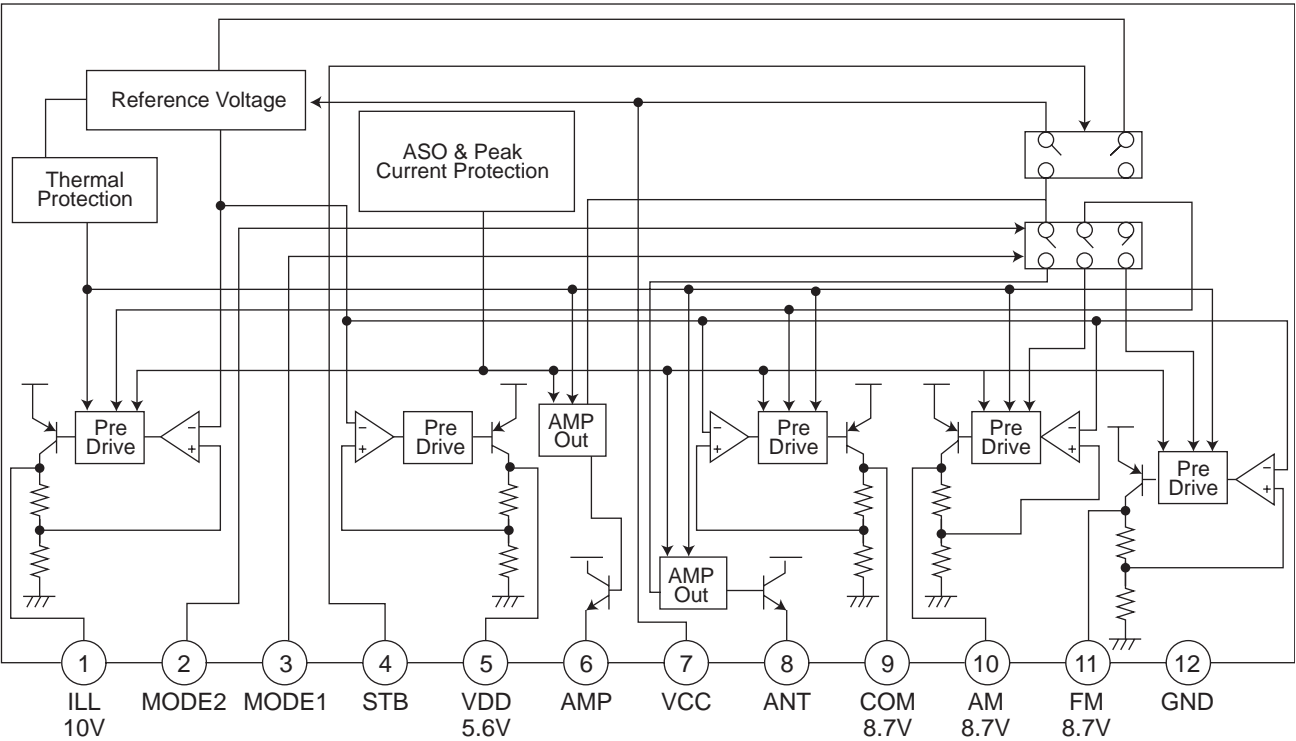 Reference Voltage
Thermal
Protection
ASO & Peak
Current Protection
Pre
Drive
−
+
−
+
Pre
Drive
AMP
Out
−
+
Pre
Drive
Pre
Drive
−
+
Pre
Drive
−
+
AMP
Out
1
2
3
4
5
6
7
8
9
10
11
12
ILL
10V
MODE2
MODE1
STB
VDD
5.6V
AMP
VCC
ANT
COM
8.7V
AM
8.7V
FM
8.7V
GND